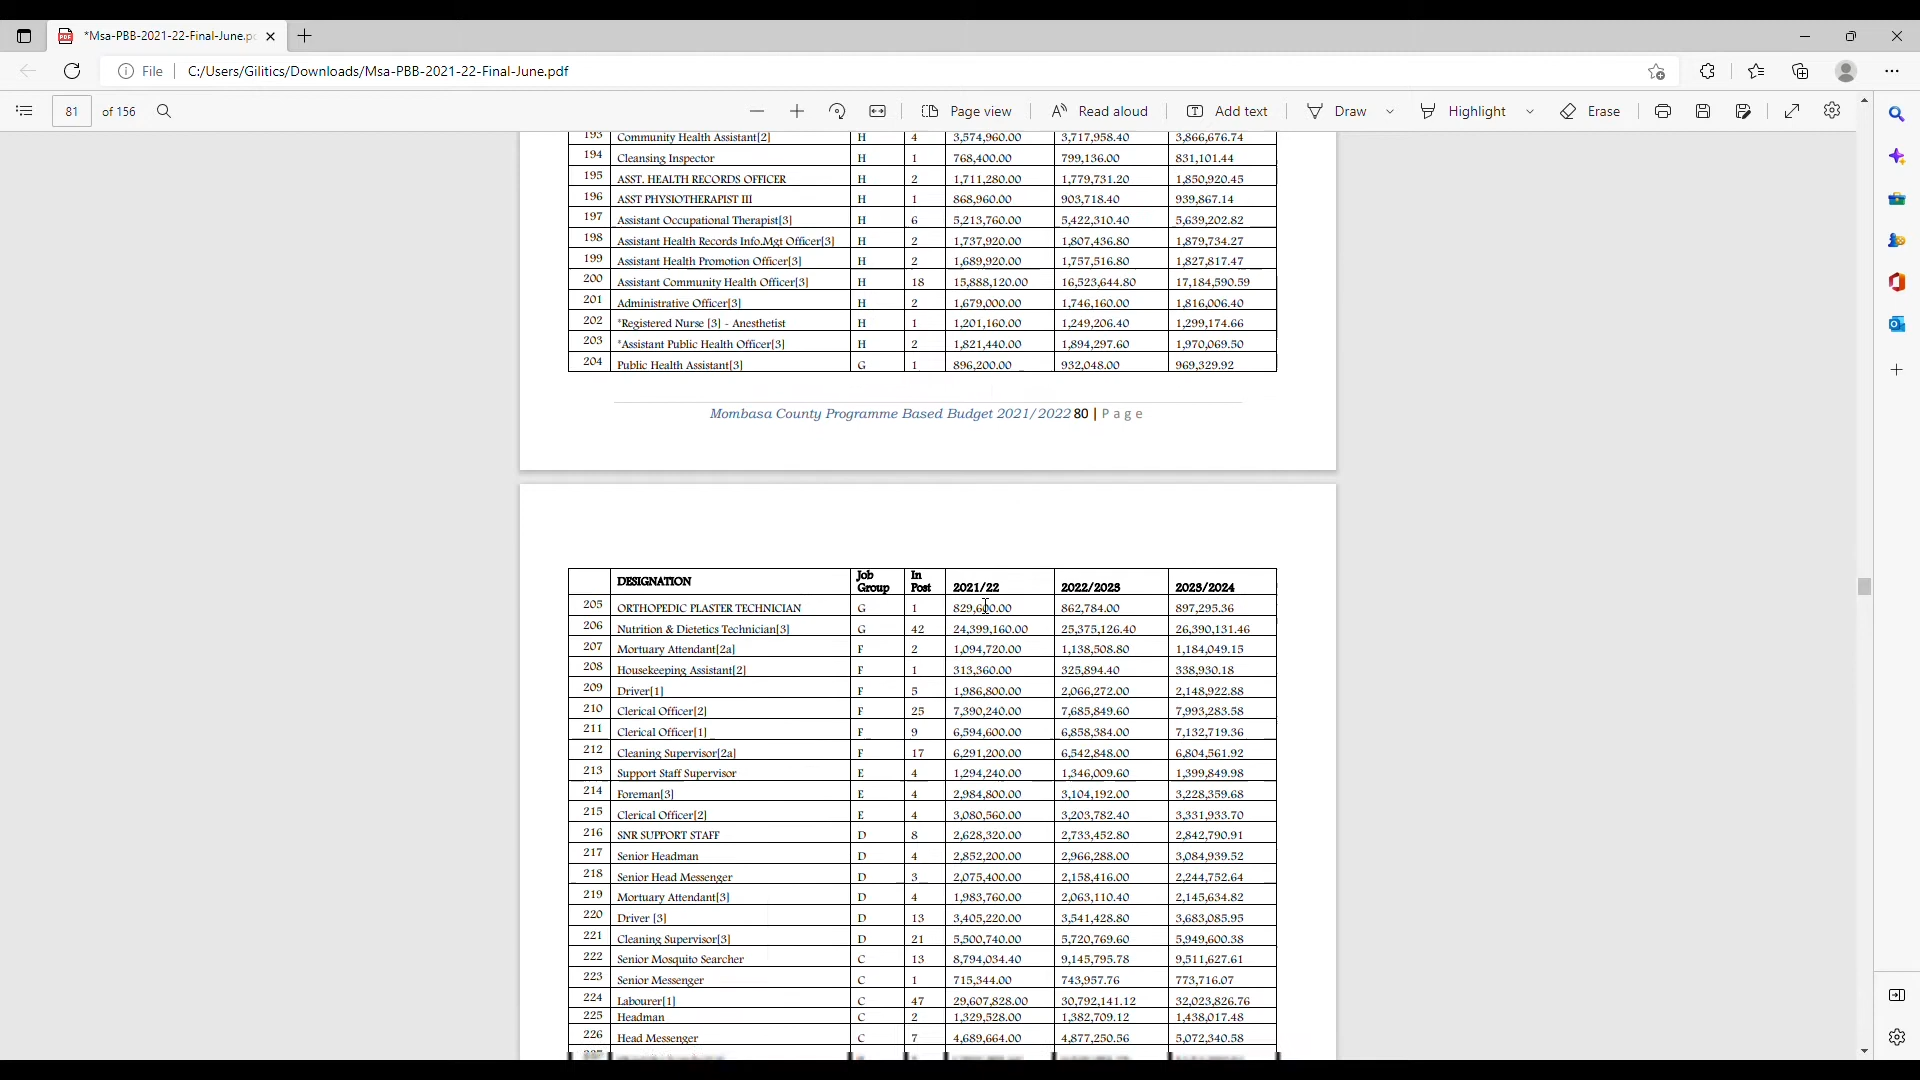 *Msa-PBB-2021-22-Final-June.p
File C:/Users/Gilitics/Downloads/Msa-PBB-2021-22-Final-June.pdf
81 of 156 Page view Read aloud Add text Draw Highlight Erase
193 Community Health Assistant[2] H 4 3,574,960.00 3,717,958.40 3,866,676.74
194 Cleansing Inspector H 1 768,400.00 799,136.00 831,101.44
195 ASST. HEALTH RECORDS OFFICER H 2 1,711,280.00 1,779,731.20 1,850,920.45
196 ASST PHYSIOTHERAPIST III H 1 868,960.00 903,718.40 939,867.14
197 Assistant Occupational Therapist[3] H 6 5,213,760.00 5,422,310.40 5,639,202.82
198 Assistant Health Records Info.Mgt Officer[3] H 2 1,737,920.00 1,807,436.80 1,879,734.27
199 Assistant Health Promotion Officer[3] H 2 1,689,920.00 1,757,516.80 1,827,817.47
200 Assistant Community Health Officer[3] H 18 15,888,120.00 16,523,644.80 17,184,590.59
201 Administrative Officer[3] H 2 1,679,000.00 1,746,160.00 1,816,006.40
202 *Registered Nurse [3] - Anesthetist H 1 1,201,160.00 1,249,206.40 1,299,174.66
203 *Assistant Public Health Officer[3] H 2 1,821,440.00 1,894,297.60 1,970,069.50
204 Public Health Assistant[3] G 1 896,200.00 932,048.00 969,329.92
Mombasa County Programme Based Budget 2021/2022 80 | Page
DESIGNATION Job Group In Post 2021/22 2022/2023 2023/2024
205 ORTHOPEDIC PLASTER TECHNICIAN G 1 829,600.00 862,784.00 897,295.36
206 Nutrition & Dietetics Technician[3] G 42 24,399,160.00 25,375,126.40 26,390,131.46
207 Mortuary Attendant[2a] F 2 1,094,720.00 1,138,508.80 1,184,049.15
208 Housekeeping Assistant[2] F 1 313,360.00 325,894.40 338,930.18
209 Driver[1] F 5 1,986,800.00 2,066,272.00 2,148,922.88
210 Clerical Officer[2] F 25 7,390,240.00 7,685,849.60 7,993,283.58
211 Clerical Officer[1] F 9 6,594,600.00 6,858,384.00 7,132,719.36
212 Cleaning Supervisor[2a] F 17 6,291,200.00 6,542,848.00 6,804,561.92
213 Support Staff Supervisor E 4 1,294,240.00 1,346,009.60 1,399,849.98
214 Foreman[3] E 4 2,984,800.00 3,104,192.00 3,228,359.68
215 Clerical Officer[2] E 4 3,080,560.00 3,203,782.40 3,331,933.70
216 SNR SUPPORT STAFF D 8 2,628,320.00 2,733,452.80 2,842,790.91
217 Senior Headman D 4 2,852,200.00 2,966,288.00 3,084,939.52
218 Senior Head Messenger D 3 2,075,400.00 2,158,416.00 2,244,752.64
219 Mortuary Attendant[3] D 4 1,983,760.00 2,063,110.40 2,145,634.82
220 Driver [3] D 13 3,405,220.00 3,541,428.80 3,683,085.95
221 Cleaning Supervisor[3] D 21 5,500,740.00 5,720,769.60 5,949,600.38
222 Senior Mosquito Searcher C 13 8,794,034.40 9,145,795.78 9,511,627.61
223 Senior Messenger C 1 715,344.00 743,957.76 773,716.07
224 Labourer[1] C 47 29,607,828.00 30,792,141.12 32,023,826.76
225 Headman C 2 1,329,528.00 1,382,709.12 1,438,017.48
226 Head Messenger C 7 4,689,664.00 4,877,250.56 5,072,340.58